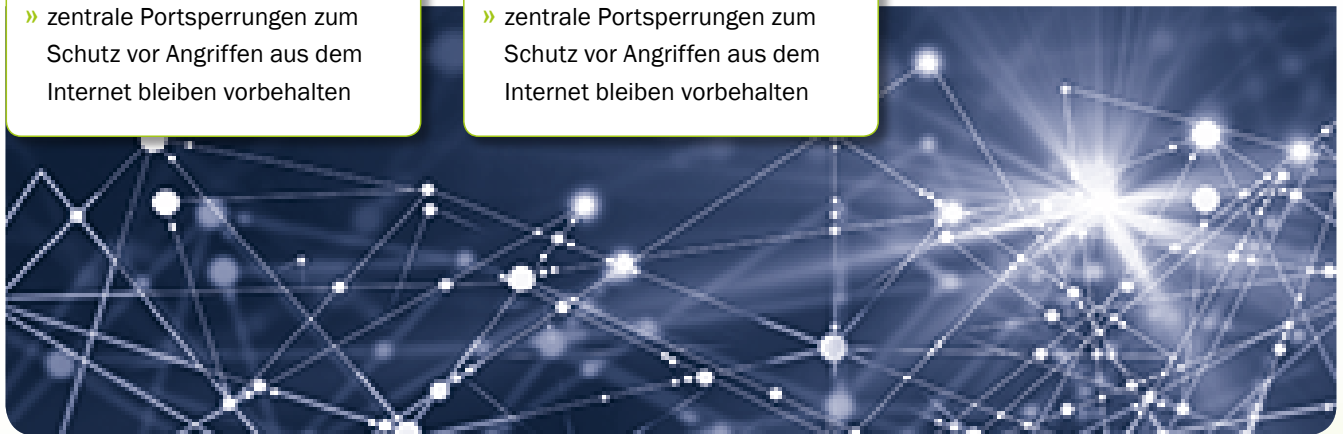 » zentrale Portsperrungen zum
Schutz vor Angriffen aus dem
Internet bleiben vorbehalten
» zentrale Portsperrungen zum
Schutz vor Angriffen aus dem
Internet bleiben vorbehalten